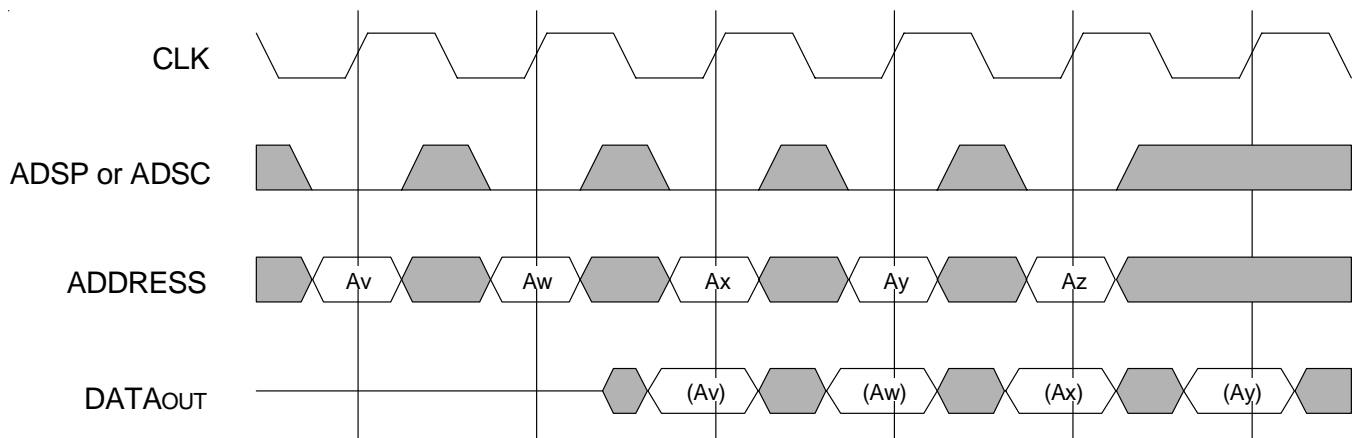 CLK
ADSP or ADSC
ADDRESS Av Aw Ax Ay Az
DATAOUT (Av) (Aw) (Ax) (Ay)